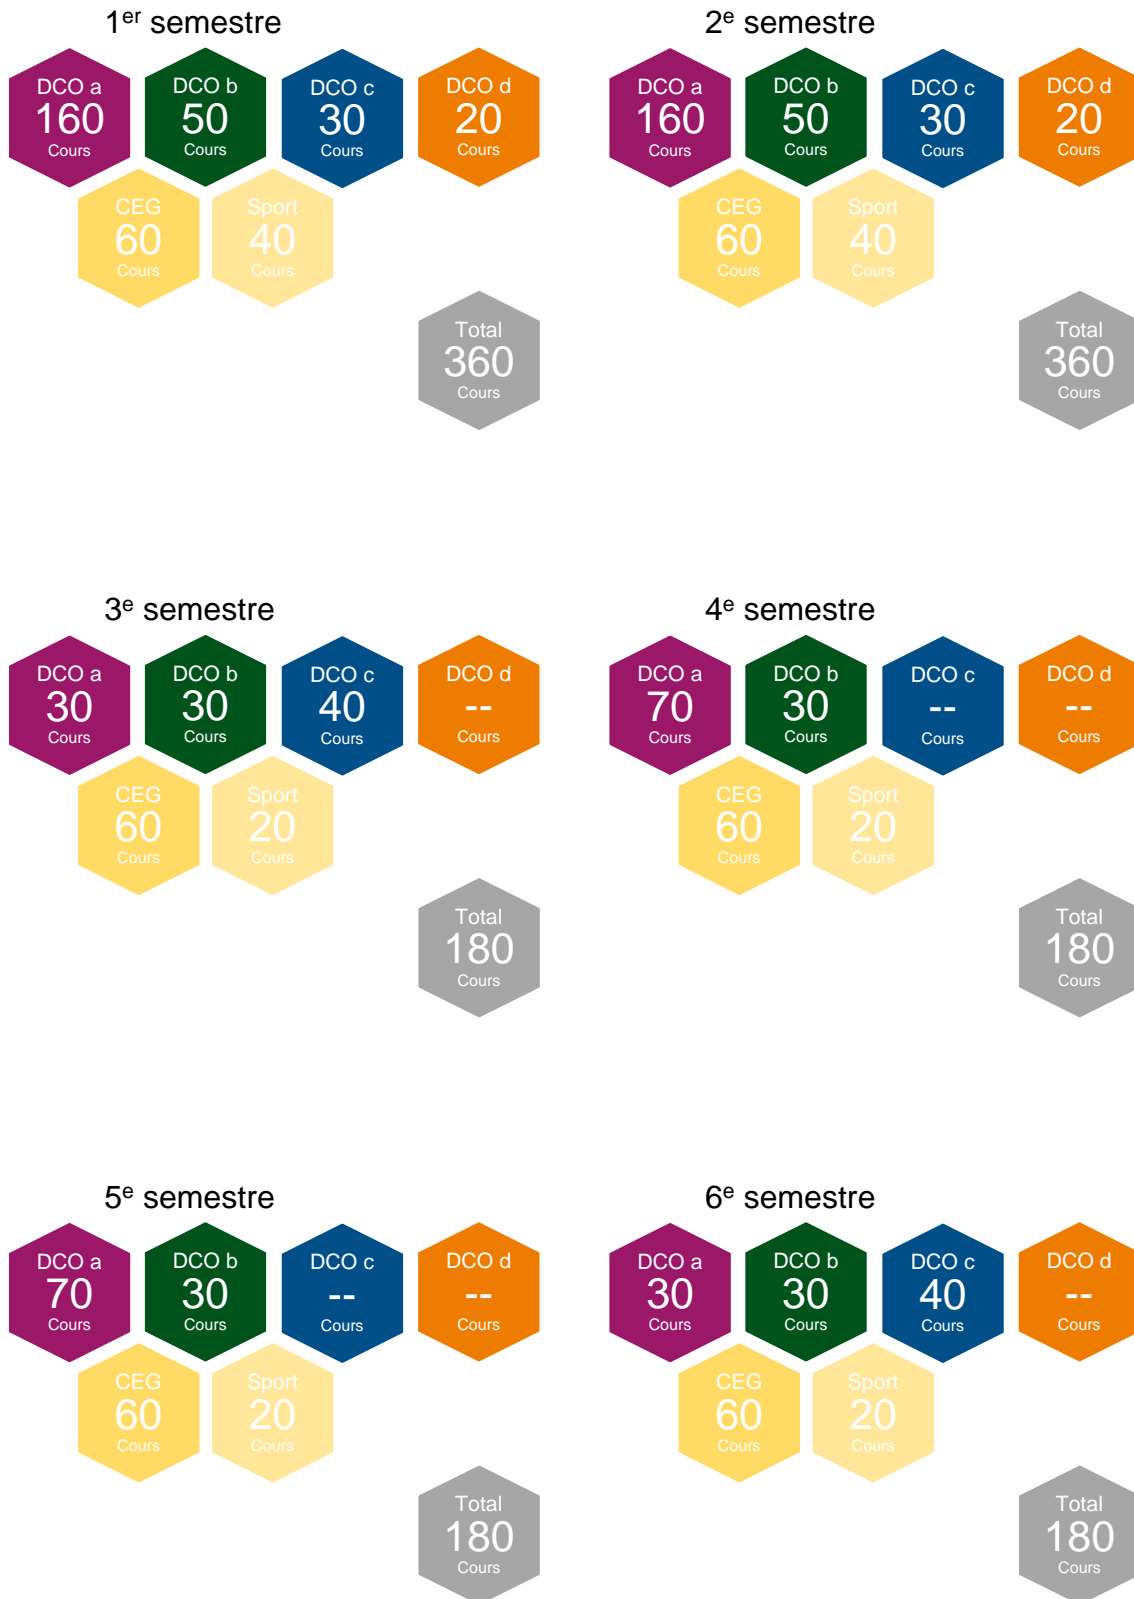 1er semestre
DCO a
160
Cours
DCO b
50
Cours
DCO c
30
Cours
DCO d
20
Cours
CEG
60
Cours
Sport
40
Cours
Total
360
Cours
2e semestre
DCO a
160
Cours
DCO b
50
Cours
DCO c
30
Cours
DCO d
20
Cours
CEG
60
Cours
Sport
40
Cours
Total
360
Cours
3e semestre
DCO a
30
Cours
DCO b
30
Cours
DCO c
40
Cours
DCO d
--
Cours
CEG
60
Cours
Sport
20
Cours
Total
180
Cours
4e semestre
DCO a
70
Cours
DCO b
30
Cours
DCO c
--
Cours
DCO d
--
Cours
CEG
60
Cours
Sport
20
Cours
Total
180
Cours
5e semestre
DCO a
70
Cours
DCO b
30
Cours
DCO c
--
Cours
DCO d
--
Cours
CEG
60
Cours
Sport
20
Cours
Total
180
Cours
6e semestre
DCO a
30
Cours
DCO b
30
Cours
DCO c
40
Cours
DCO d
--
Cours
CEG
60
Cours
Sport
20
Cours
Total
180
Cours